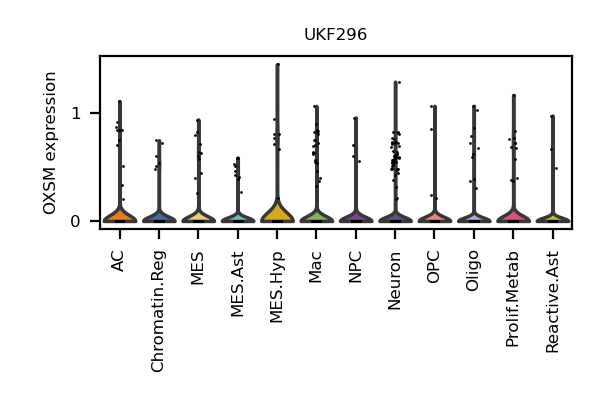 UKF296
OXSM expression
1
0
AC
Chromatin.Reg
MES
MES.Ast
MES.Hyp
Mac
NPC
Neuron
OPC
Oligo
Prolif.Metab
Reactive.Ast